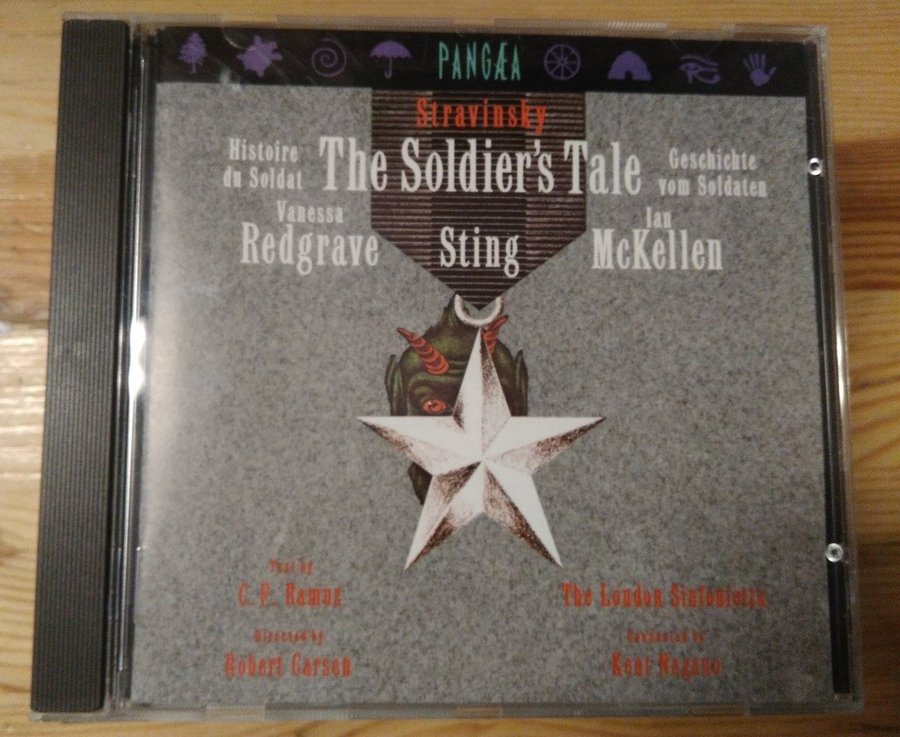 PANGÆA
Stravinsky
Histoire du Soldat
The Soldier's Tale
Geschichte vom Soldaten
Vanessa Redgrave
Sting
Ian McKellen
Text by
C. F. Ramuz
Directed by
Robert Carsen
The London Sinfonietta
Conducted by
Kent Nagano